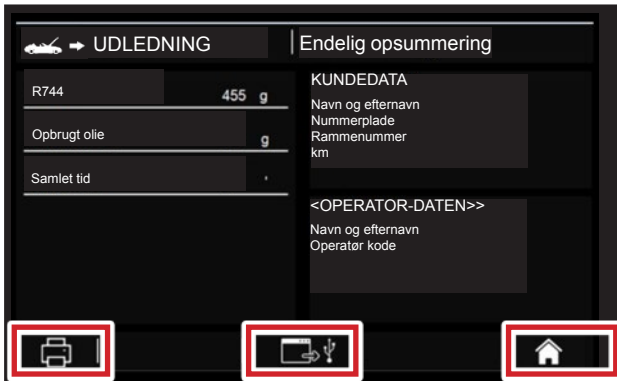 UDLEDNING
Endelig opsummering
R744 455 g
Opbrugt olie g
Samlet tid '
KUNDEDATA
Navn og efternavn
Nummerplade
Rammenummer
km
<OPERATOR-DATEN>>
Navn og efternavn
Operatør kode